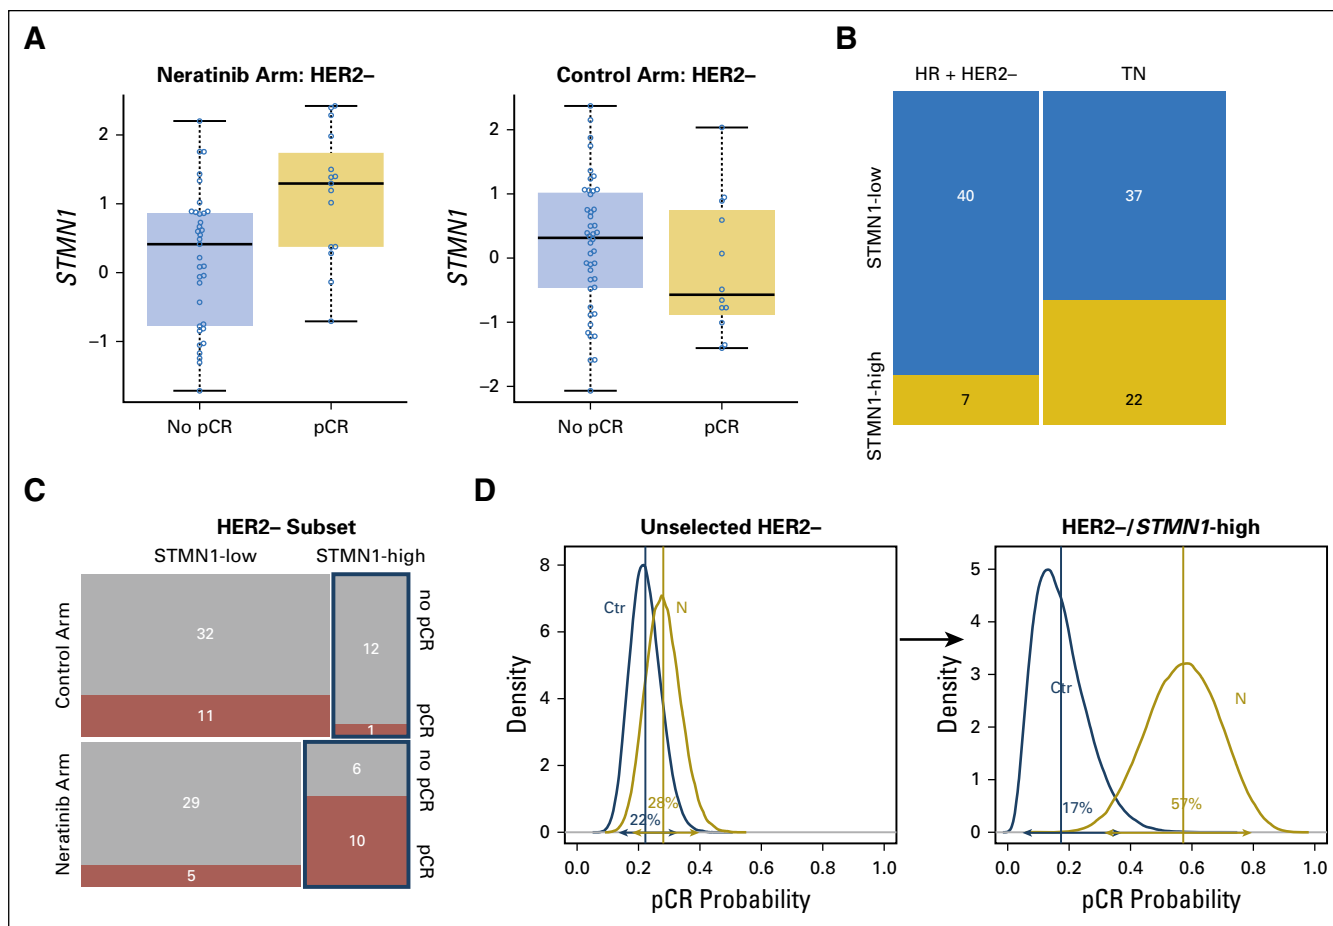 A
Neratinib Arm: HER2–
STMN1
2
1
0
–1
No pCR
pCR
Control Arm: HER2–
STMN1
2
1
0
–1
–2
No pCR
pCR
B
HR + HER2–
TN
STMN1-low
STMN1-high
40
37
7
22
C
HER2– Subset
STMN1-low
STMN1-high
Control Arm
32
12
no pCR
11
1
pCR
Neratinib Arm
29
6
no pCR
10
pCR
5
D
Unselected HER2–
Density
8
6
4
2
0
Ctr
N
28%
22%
0.0
0.2
0.4
0.6
0.8
1.0
pCR Probability
HER2–/STMN1-high
Density
5
4
3
2
1
0
Ctr
N
17%
57%
0.0
0.2
0.4
0.6
0.8
1.0
pCR Probability